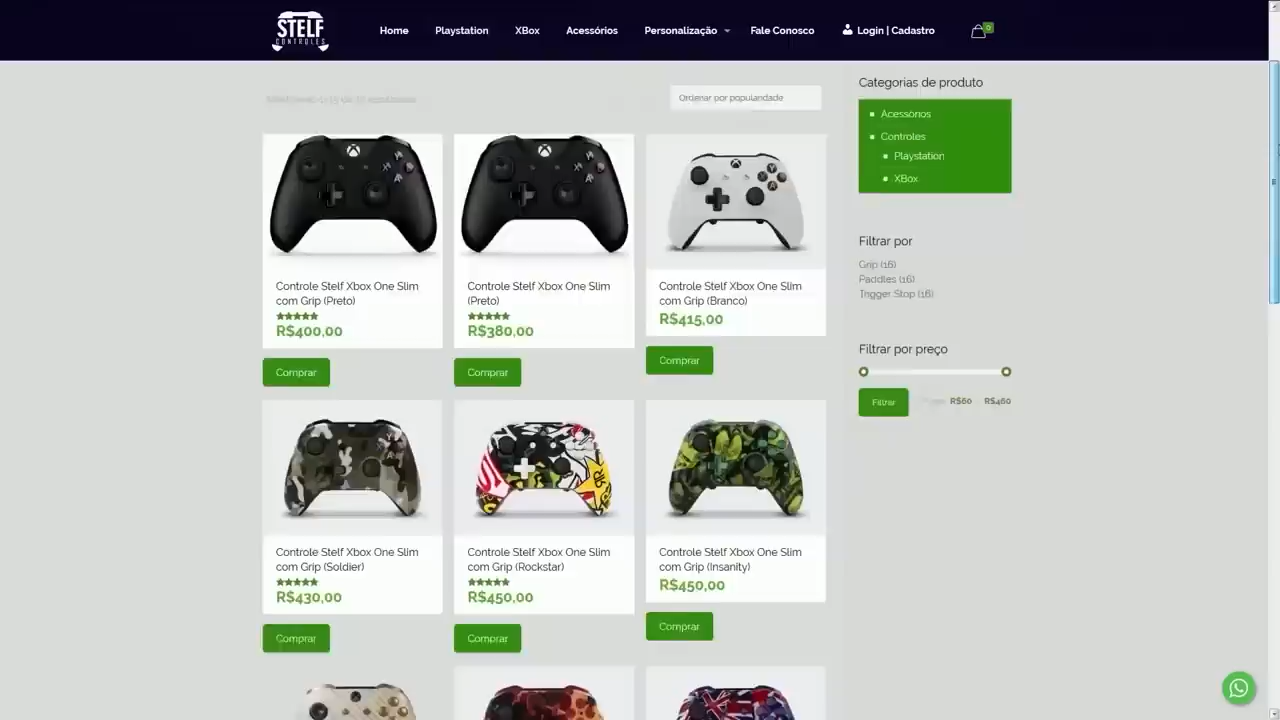 STELF
CONTROLES
Home
Playstation
XBox
Acessórios
Personalização
Fale Conosco
Login | Cadastro
0
Ordenar por popularidade
Controle Stelf Xbox One Slim
com Grip (Preto)
R$400,00
Comprar
Controle Stelf Xbox One Slim
(Preto)
R$380,00
Comprar
Controle Stelf Xbox One Slim
com Grip (Branco)
R$415,00
Comprar
Controle Stelf Xbox One Slim
com Grip (Soldier)
R$430,00
Comprar
Controle Stelf Xbox One Slim
com Grip (Rockstar)
R$450,00
Comprar
Controle Stelf Xbox One Slim
com Grip (Insanity)
R$450,00
Comprar
Categorias de produto
Acessórios
Controles
Playstation
XBox
Filtrar por
Grip (16)
Paddles (16)
Trigger Stop (16)
Filtrar por preço
Filtrar
R$60
R$460